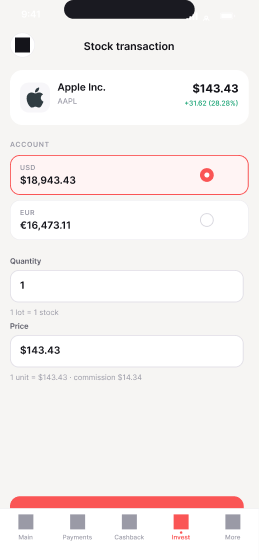 9:41
Stock transaction
Apple Inc.
$143.43
AAPL
+31.62 (28.28%)
ACCOUNT
USD
$18,943.43
EUR
€16,473.11
Quantity
1
1 lot = 1 stock
Price
$143.43
1 unit = $143.43 · commission $14.34
Main
Payments
Cashback
Invest
More